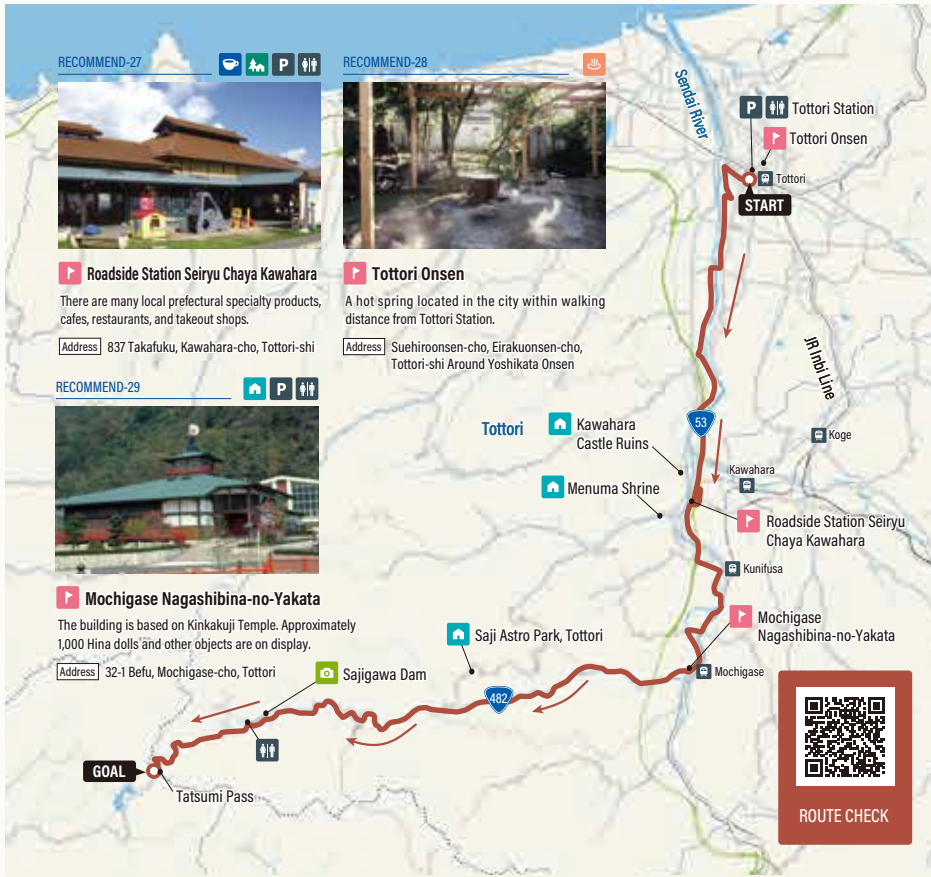 RECOMMEND-27
P
Roadside Station Seiryu Chaya Kawahara
There are many local prefectural specialty products,
cafes, restaurants, and takeout shops.
Address 837 Takafuku, Kawahara-cho, Tottori-shi
RECOMMEND-28
Tottori Onsen
A hot spring located in the city within walking
distance from Tottori Station.
Address Suehiroonsen-cho, Eirakuonsen-cho,
Tottori-shi Around Yoshikata Onsen
RECOMMEND-29
P
Mochigase Nagashibina-no-Yakata
The building is based on Kinkakuji Temple. Approximately
1,000 Hina dolls and other objects are on display.
Address 32-1 Befu, Mochigase-cho, Tottori
Sendai River
P Tottori Station
Tottori Onsen
Tottori
START
JR Inbi Line
53
Koge
Tottori
Kawahara
Castle Ruins
Kawahara
Menuma Shrine
Roadside Station Seiryu
Chaya Kawahara
Kunifusa
Mochigase
Nagashibina-no-Yakata
Saji Astro Park, Tottori
Mochigase
Sajigawa Dam
482
GOAL
Tatsumi Pass
ROUTE CHECK